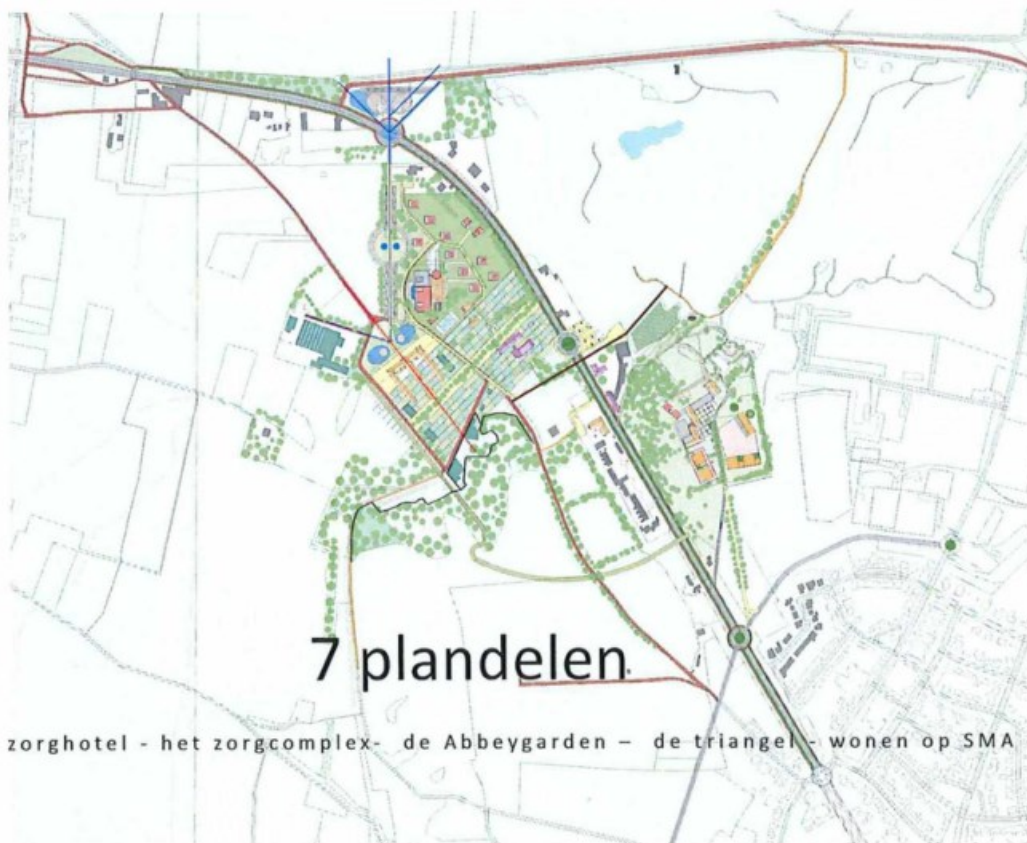 7 plandelen
zorghotel - het zorgcomplex- de Abbeygarden – de triangel - wonen op SMA